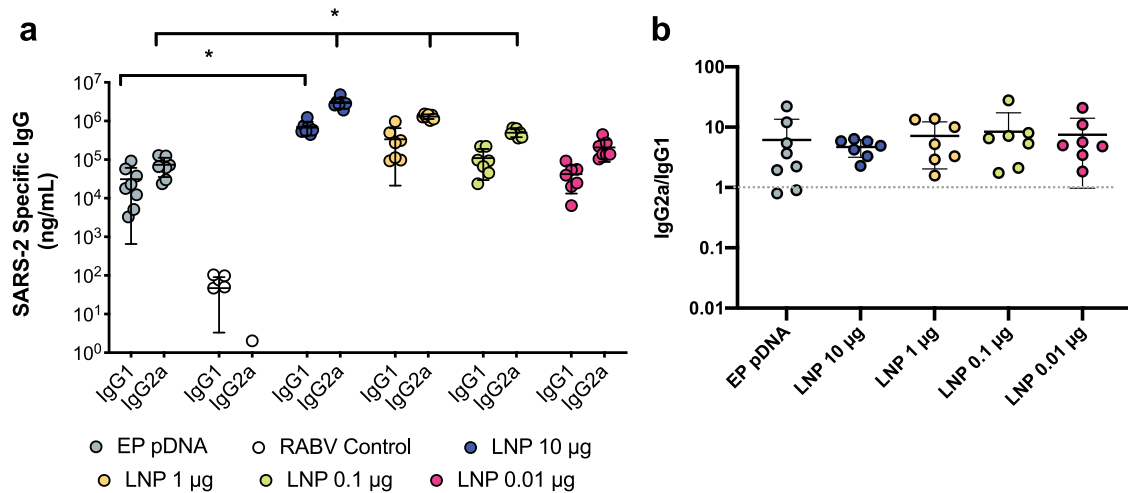 a
*
*
SARS-2 Specific IgG
(ng/mL)
10⁷
10⁶
10⁵
10⁴
10³
10²
10¹
10⁰
IgG1
IgG2a
IgG1
IgG2a
IgG1
IgG2a
IgG1
IgG2a
IgG1
IgG2a
IgG1
IgG2a
EP pDNA
RABV Control
LNP 10 µg
LNP 1 µg
LNP 0.1 µg
LNP 0.01 µg
b
IgG2a/IgG1
100
10
1
0.1
0.01
EP pDNA
LNP 10 µg
LNP 1 µg
LNP 0.1 µg
LNP 0.01 µg